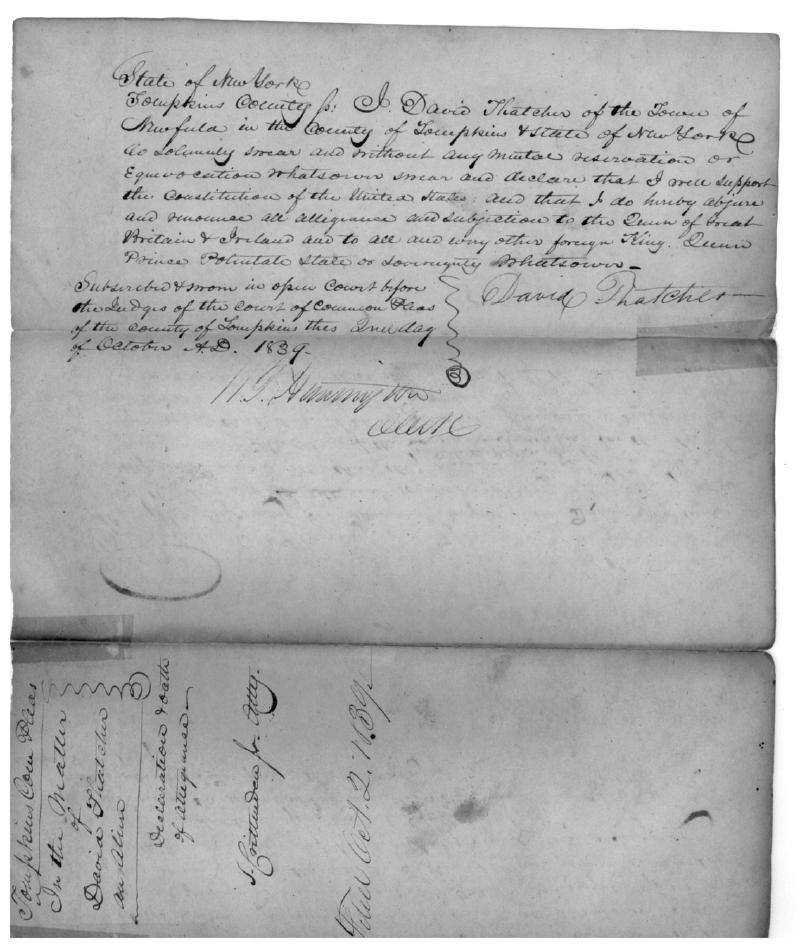 State of New York
Tompkins County ss: I, David Thatcher of the Town of
Newfield in the County of Tompkins & State of New York
do solemnly swear and without any mental reservation or
Equivocation Whatsoever swear and declare that I will support
the Constitution of the United States: and that I do hereby abjure
and renounce all allegiance and subjection to the Queen of Great
Britain & Ireland and to all and every other foreign King. Queen
Prince Potentate State or Sovereignty Whatsoever
Subscribed & sworn in open Court before
the Judges of the Court of Common Pleas
of the County of Tompkins this 2nd day
of October A.D. 1839.
David Thatcher
Clerk
Tompkins Com Pleas
In the Matter
of
David Thatcher
an Alien
Declaration & Oath
of Allegiance
S. Crittenden Jr. Atty.
Filed Oct. 2. 1839.